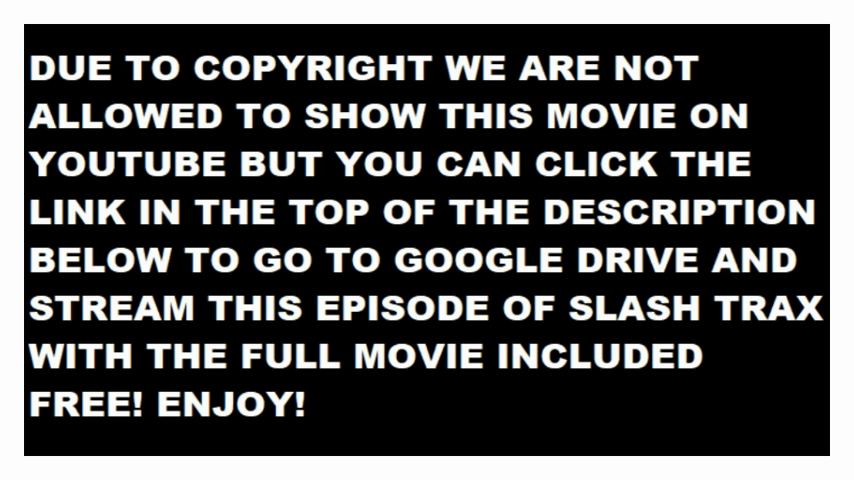 DUE TO COPYRIGHT WE ARE NOT
ALLOWED TO SHOW THIS MOVIE ON
YOUTUBE BUT YOU CAN CLICK THE
LINK IN THE TOP OF THE DESCRIPTION
BELOW TO GO TO GOOGLE DRIVE AND
STREAM THIS EPISODE OF SLASH TRAX
WITH THE FULL MOVIE INCLUDED
FREE! ENJOY!